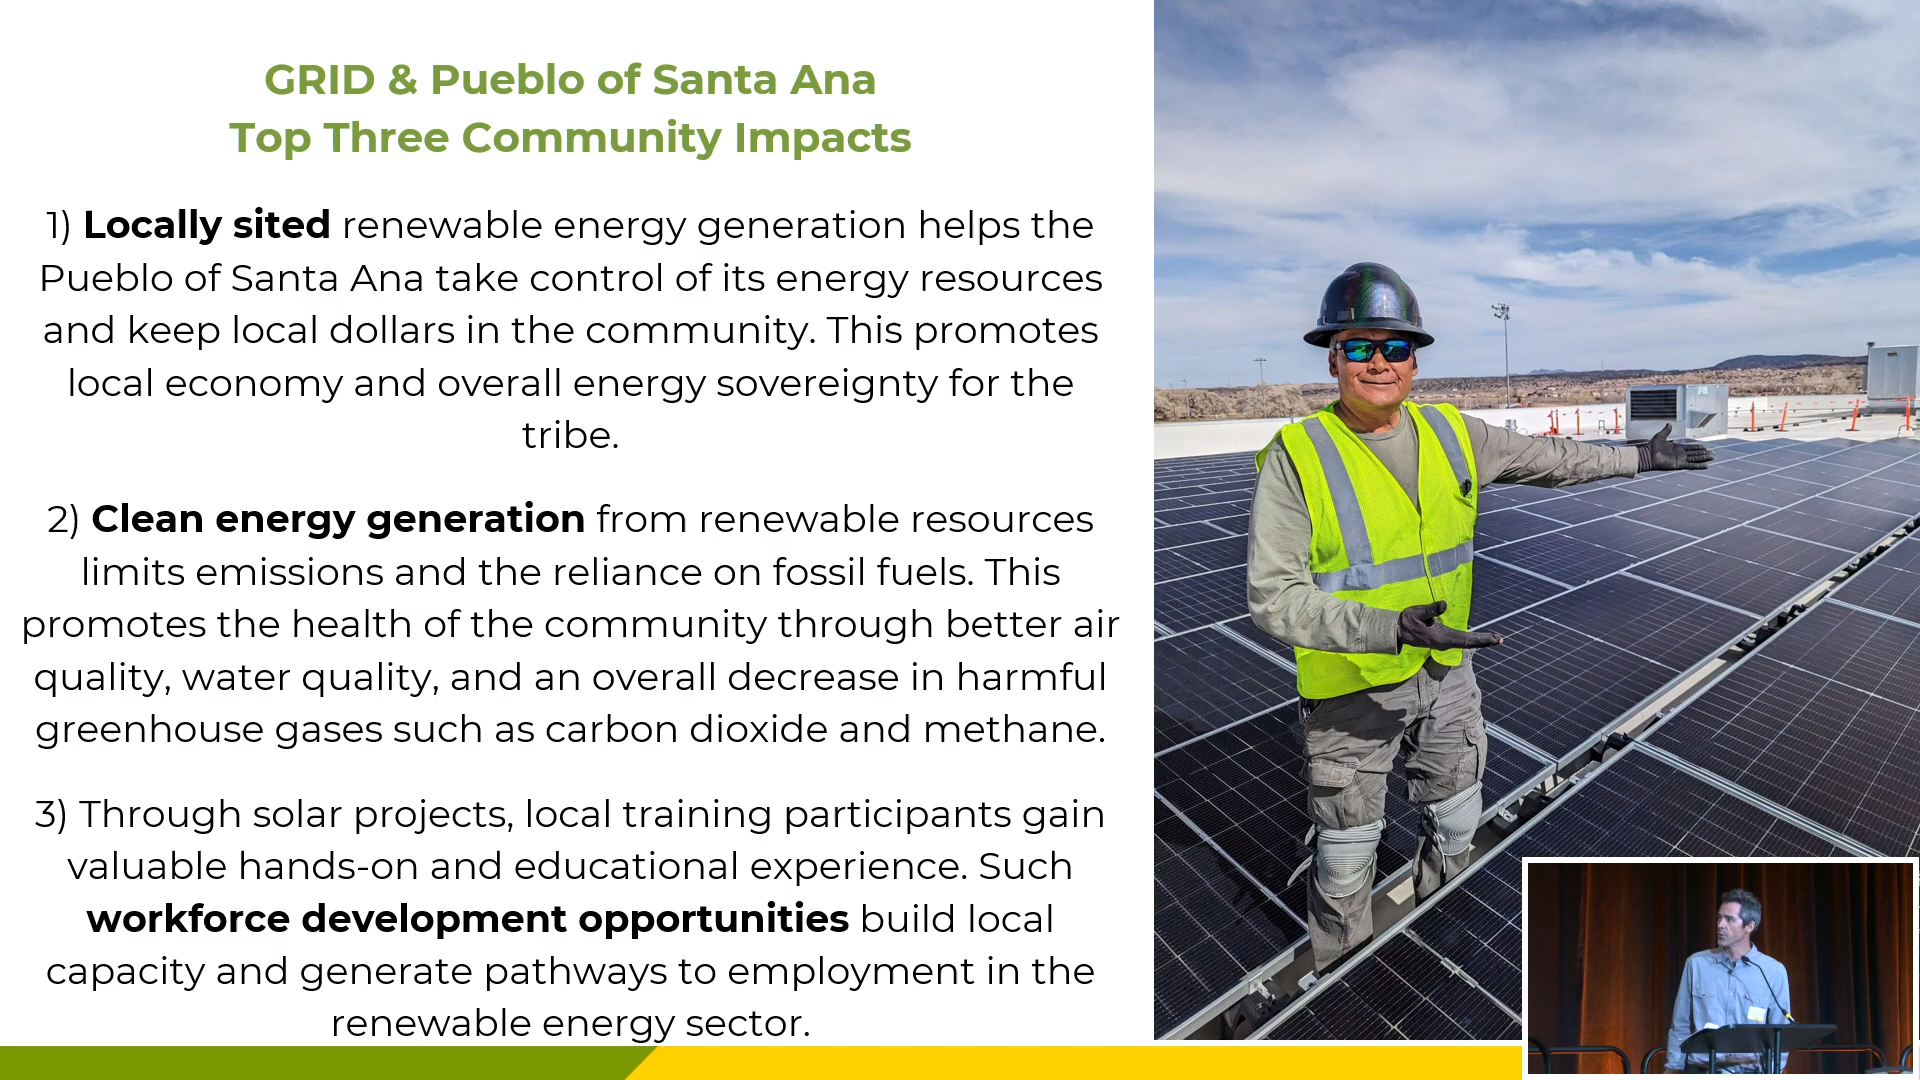 GRID & Pueblo of Santa Ana
Top Three Community Impacts
1) Locally sited renewable energy generation helps the
Pueblo of Santa Ana take control of its energy resources
and keep local dollars in the community. This promotes
local economy and overall energy sovereignty for the
tribe.
2) Clean energy generation from renewable resources
limits emissions and the reliance on fossil fuels. This
promotes the health of the community through better air
quality, water quality, and an overall decrease in harmful
greenhouse gases such as carbon dioxide and methane.
3) Through solar projects, local training participants gain
valuable hands-on and educational experience. Such
workforce development opportunities build local
capacity and generate pathways to employment in the
renewable energy sector.